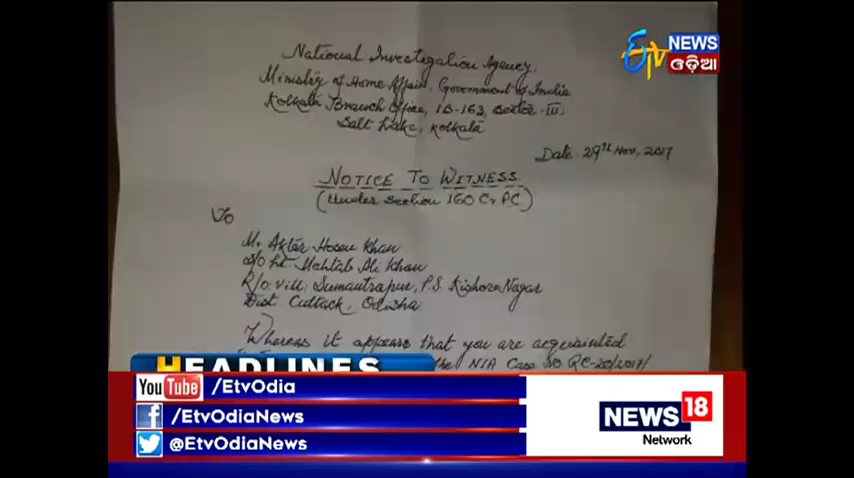 National Investigation Agency
Ministry of Home Affairs, Government of India
Kolkata Branch Office, 1B-163, Sector-III,
Salt Lake, Kolkata
Date: 29th Nov, 2017
NOTICE TO WITNESS
(Under section 160 Cr PC)
To
Mr Aktar Hosen Khan
S/o Lt. Mahtab Ali Khan
R/o: Vill: Sumantrapur, P.S. Kishore Nagar
Dist Cuttack, Odisha
Whereas it appears that you are acquainted
the NIA Case No RC-20/2017/
ETV NEWS
ଓଡ଼ିଆ
HEADLINES
YouTube /EtvOdia
f /EtvOdiaNews
@EtvOdiaNews
NEWS 18
Network